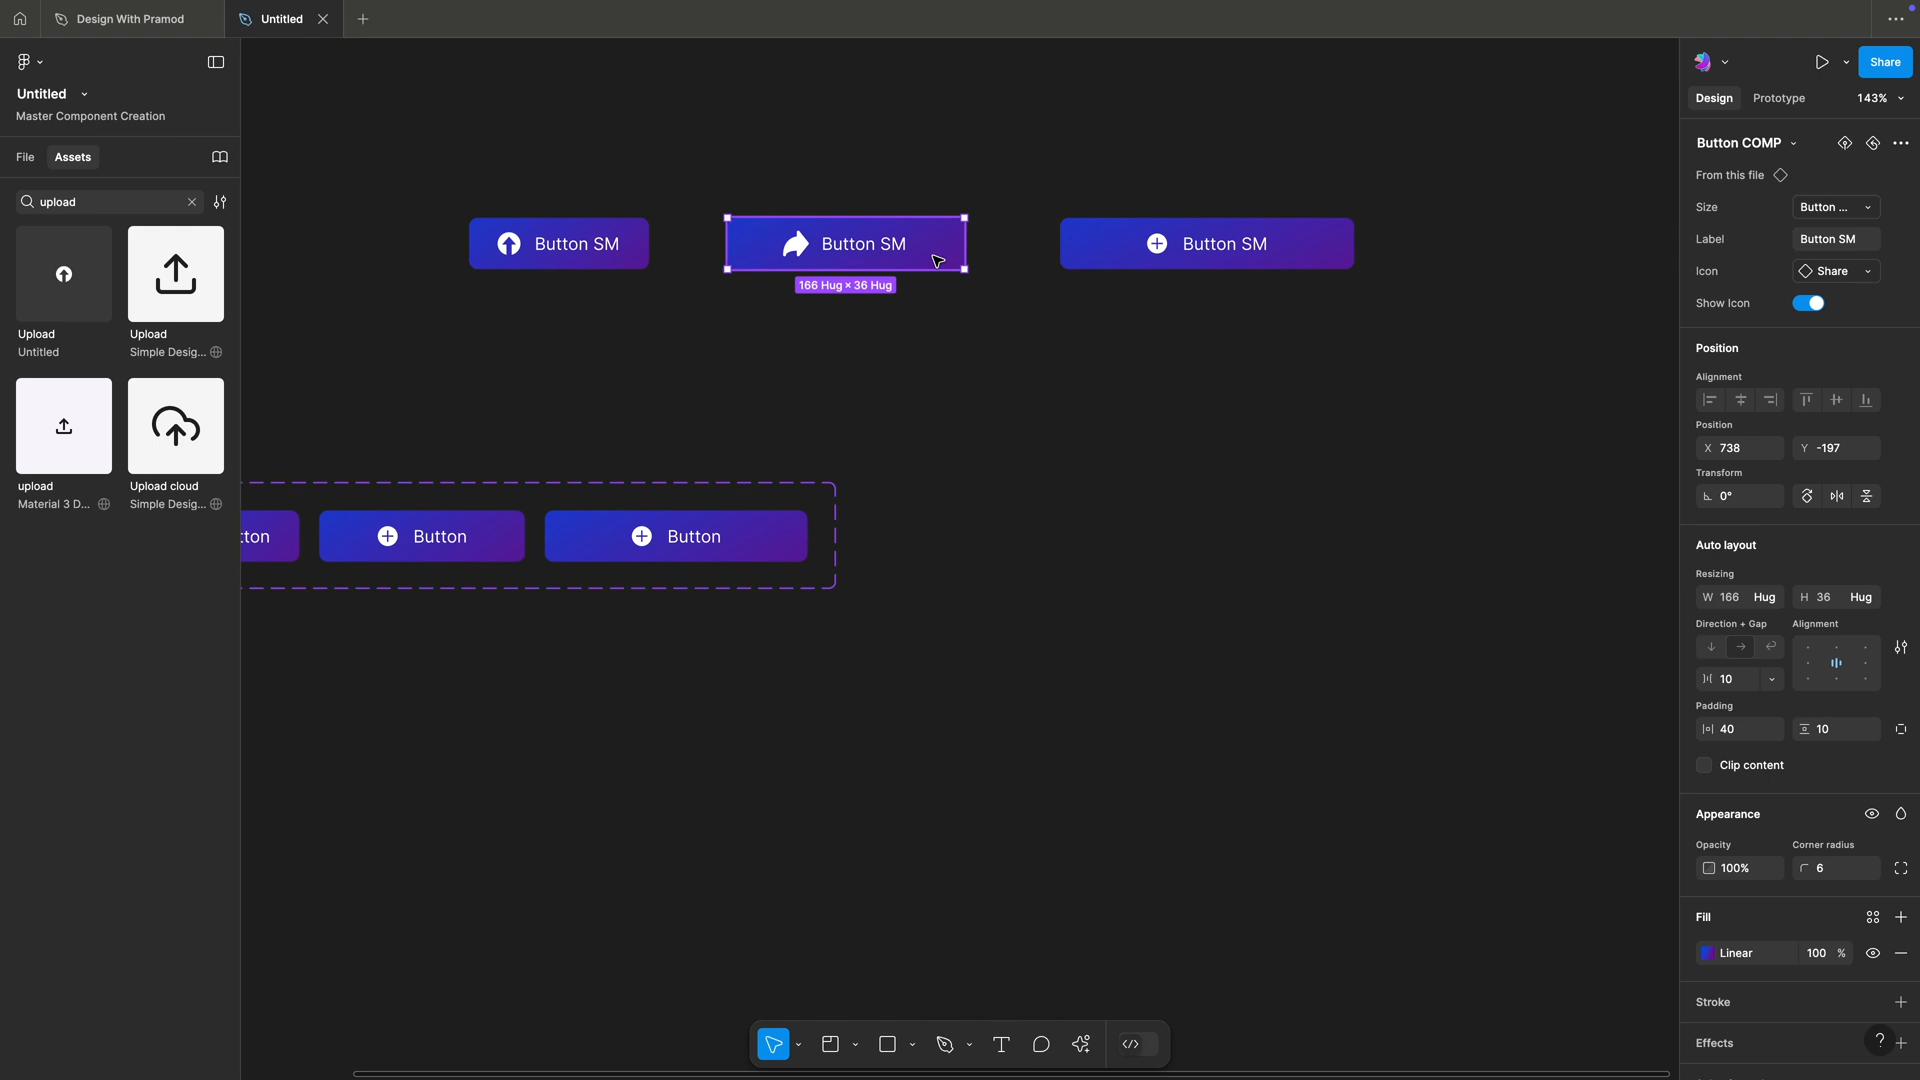 Design With Pramod
Untitled
Untitled
Master Component Creation
File
Assets
upload
Upload
Untitled
Upload
Simple Desig...
upload
Material 3 D...
Upload cloud
Simple Desig...
Button SM
Button SM
166 Hug × 36 Hug
Button SM
tton
Button
Button
Share
Design
Prototype
143%
Button COMP
From this file
Size
Button ...
Label
Button SM
Icon
Share
Show Icon
Position
Alignment
Position
X 738
Y -197
Transform
0°
Auto layout
Resizing
W 166 Hug
H 36 Hug
Direction + Gap
Alignment
10
Padding
40
10
Clip content
Appearance
Opacity
Corner radius
100%
6
Fill
Linear
100 %
Stroke
Effects
?